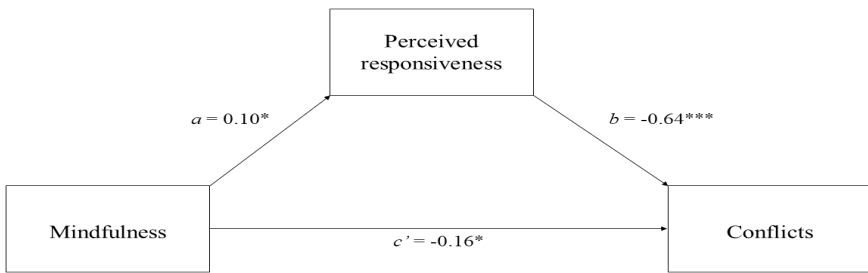 Perceived
responsiveness
a = 0.10*
b = -0.64***
Mindfulness
c’ = -0.16*
Conflicts